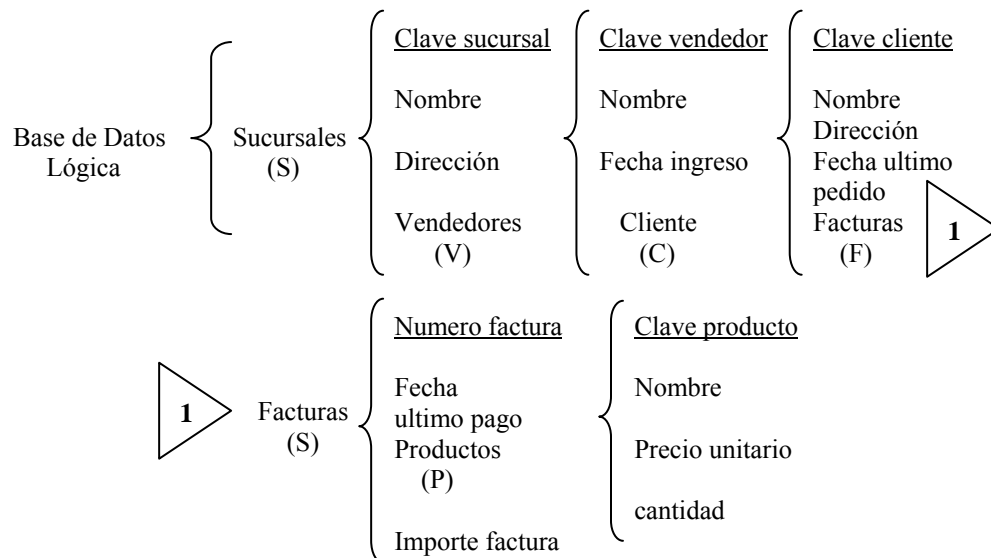 Base de Datos
Lógica
Sucursales
(S)
Clave sucursal
Nombre
Dirección
Vendedores
(V)
Clave vendedor
Nombre
Fecha ingreso
Cliente
(C)
Clave cliente
Nombre
Dirección
Fecha ultimo
pedido
Facturas
(F)
1
1
Facturas
(S)
Numero factura
Fecha
ultimo pago
Productos
(P)
Importe factura
Clave producto
Nombre
Precio unitario
cantidad